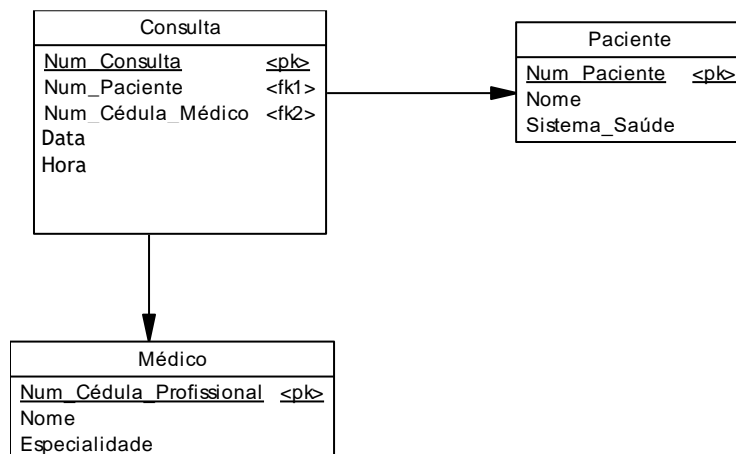 Consulta
Num_Consulta <pk>
Num_Paciente <fk1>
Num_Cédula_Médico <fk2>
Data
Hora
Paciente
Num_Paciente <pk>
Nome
Sistema_Saúde
Médico
Num_Cédula_Profissional <pk>
Nome
Especialidade